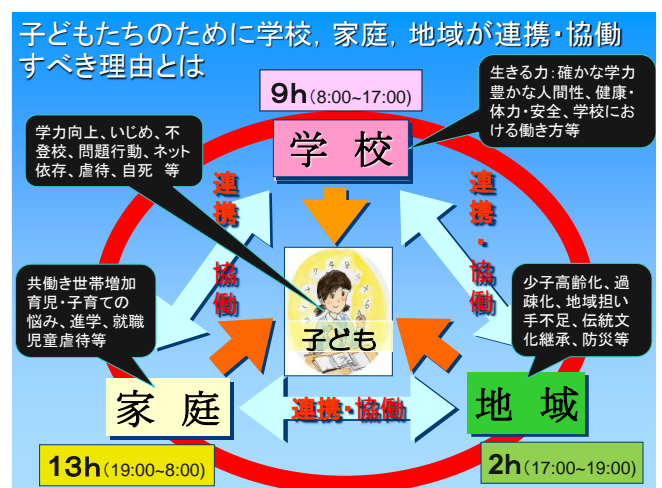 子どもたちのために学校, 家庭, 地域が連携・協働
すべき理由とは
9h(8:00~17:00)
生きる力:確かな学力
豊かな人間性、健康・
体力・安全、学校にお
ける働き方等
学力向上、いじめ、不
登校、問題行動、ネット
依存、虐待、自死 等
学 校
連携・協働
連携・協働
子ども
共働き世帯増加
育児・子育ての
悩み、進学、就職
児童虐待等
少子高齢化、過
疎化、地域担い
手不足、伝統文
化継承、防災等
家 庭
連携・協働
地 域
13h(19:00~8:00)
2h(17:00~19:00)